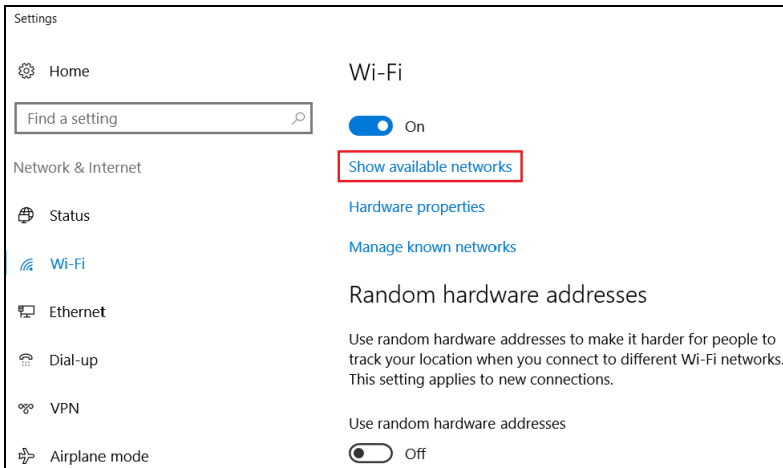 Settings
Home
Find a setting
Network & Internet
Status
Wi-Fi
Ethernet
Dial-up
VPN
Airplane mode
Wi-Fi
On
Show available networks
Hardware properties
Manage known networks
Random hardware addresses
Use random hardware addresses to make it harder for people to
track your location when you connect to different Wi-Fi networks.
This setting applies to new connections.
Use random hardware addresses
Off